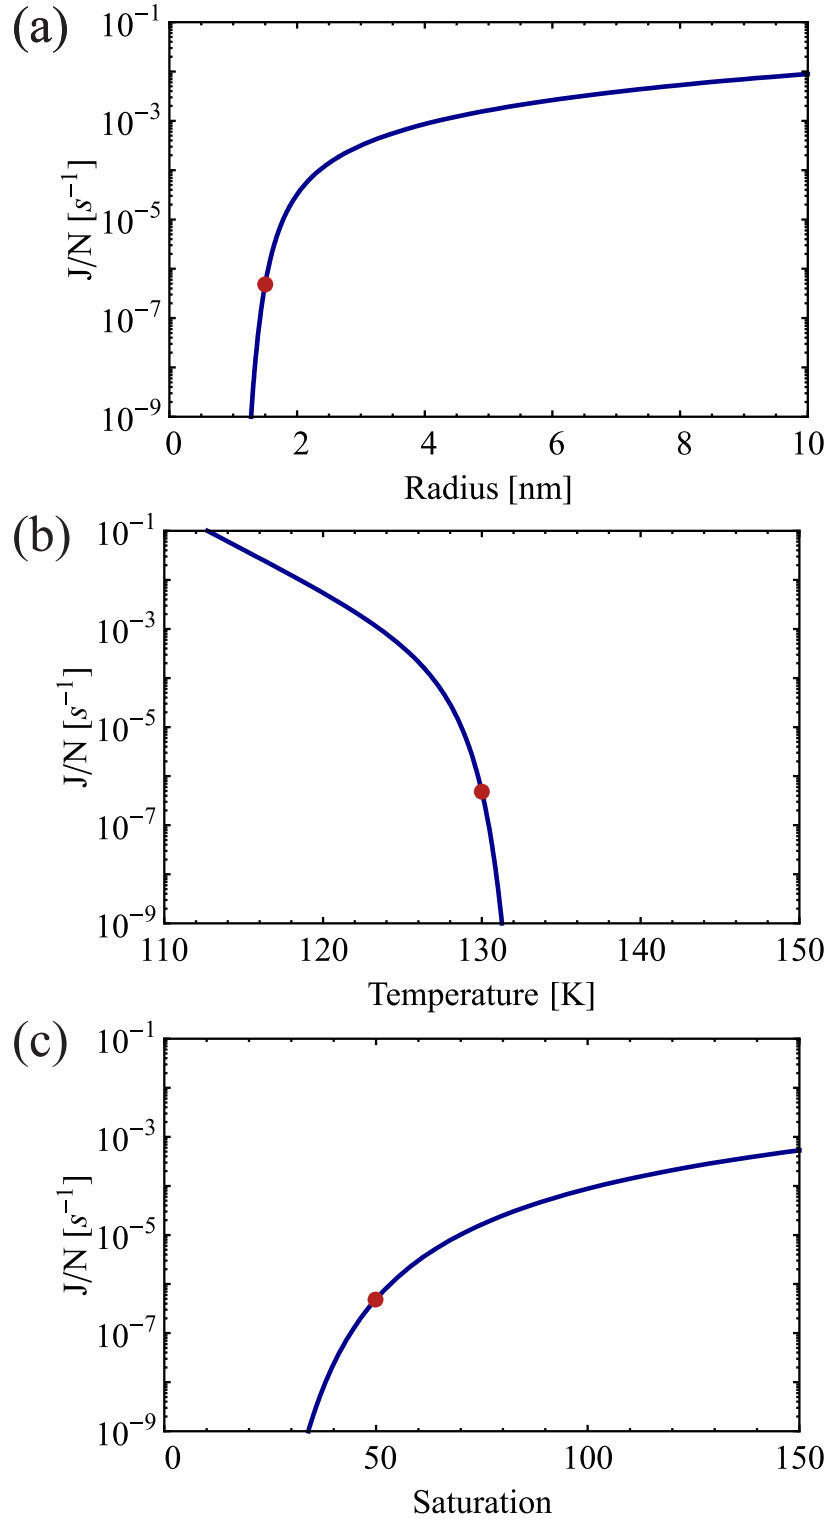 (a)
J/N [s⁻¹]
10⁻¹
10⁻³
10⁻⁵
10⁻⁷
10⁻⁹
0 2 4 6 8 10
Radius [nm]
(b)
J/N [s⁻¹]
10⁻¹
10⁻³
10⁻⁵
10⁻⁷
10⁻⁹
110 120 130 140 150
Temperature [K]
(c)
J/N [s⁻¹]
10⁻¹
10⁻³
10⁻⁵
10⁻⁷
10⁻⁹
0 50 100 150
Saturation